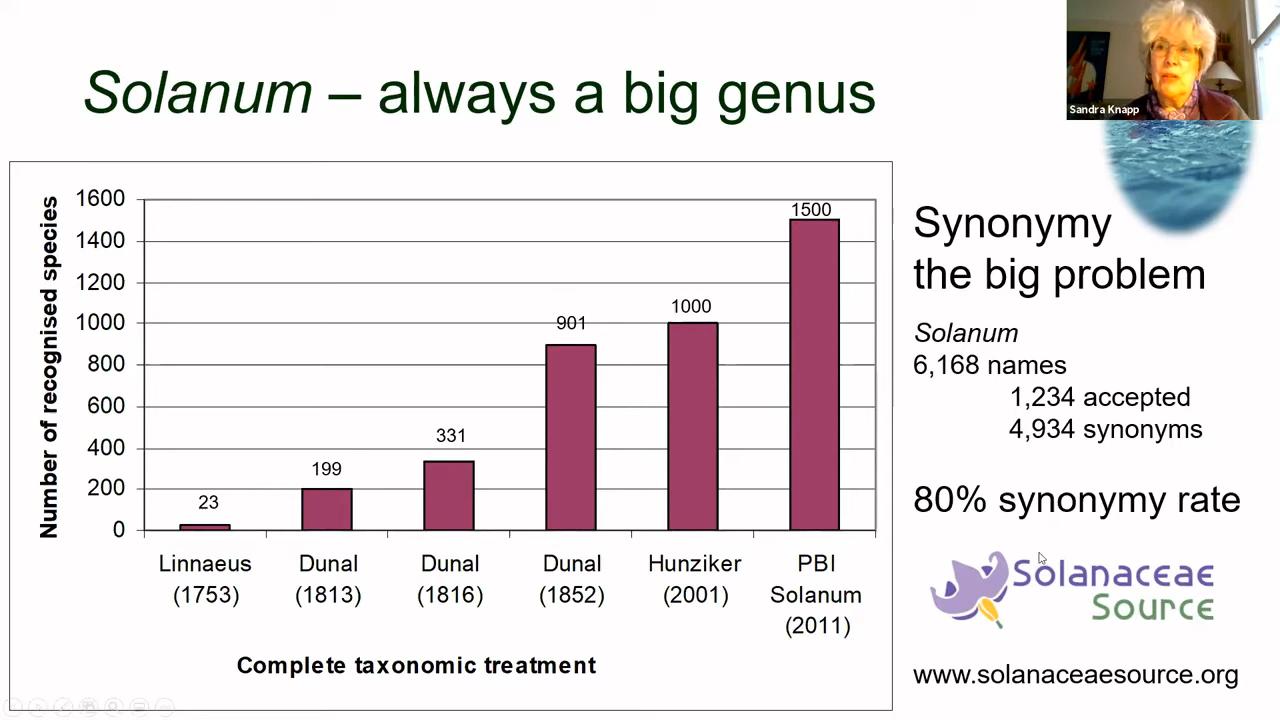 Solanum – always a big genus
Sandra Knapp
Number of recognised species
1600
1400
1200
1000
800
600
400
200
0
23
199
331
901
1000
1500
Linnaeus
(1753)
Dunal
(1813)
Dunal
(1816)
Dunal
(1852)
Hunziker
(2001)
PBI
Solanum
(2011)
Complete taxonomic treatment
Synonymy
the big problem
Solanum
6,168 names
1,234 accepted
4,934 synonyms
80% synonymy rate
Solanaceae
Source
www.solanaceaesource.org